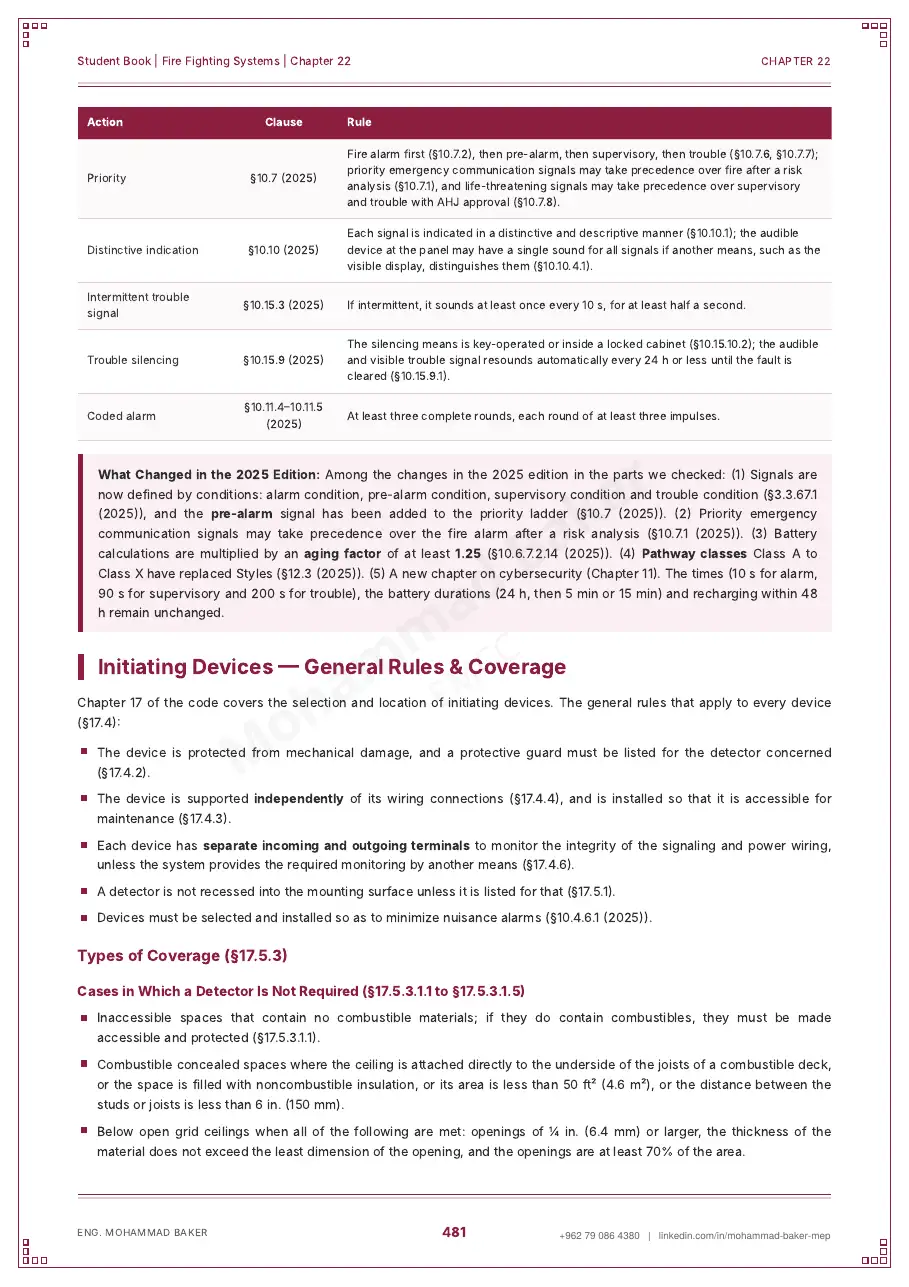 Student Book | Fire Fighting Systems | Chapter 22
CHAPTER 22
Action Clause Rule
Priority §10.7 (2025)
Fire alarm first (§10.7.2), then pre-alarm, then supervisory, then trouble (§10.7.6, §10.7.7);
priority emergency communication signals may take precedence over fire after a risk
analysis (§10.7.1), and life-threatening signals may take precedence over supervisory
and trouble with AHJ approval (§10.7.8).
Distinctive indication §10.10 (2025)
Each signal is indicated in a distinctive and descriptive manner (§10.10.1); the audible
device at the panel may have a single sound for all signals if another means, such as the
visible display, distinguishes them (§10.10.4.1).
Intermittent trouble
signal
§10.15.3 (2025)
If intermittent, it sounds at least once every 10 s, for at least half a second.
Trouble silencing §10.15.9 (2025)
The silencing means is key-operated or inside a locked cabinet (§10.15.10.2); the audible
and visible trouble signal resounds automatically every 24 h or less until the fault is
cleared (§10.15.9.1).
Coded alarm
§10.11.4–10.11.5
(2025)
At least three complete rounds, each round of at least three impulses.
What Changed in the 2025 Edition: Among the changes in the 2025 edition in the parts we checked: (1) Signals are
now defined by conditions: alarm condition, pre-alarm condition, supervisory condition and trouble condition (§3.3.67.1
(2025)), and the pre-alarm signal has been added to the priority ladder (§10.7 (2025)). (2) Priority emergency
communication signals may take precedence over the fire alarm after a risk analysis (§10.7.1 (2025)). (3) Battery
calculations are multiplied by an aging factor of at least 1.25 (§10.6.7.2.14 (2025)). (4) Pathway classes Class A to
Class X have replaced Styles (§12.3 (2025)). (5) A new chapter on cybersecurity (Chapter 11). The times (10 s for alarm,
90 s for supervisory and 200 s for trouble), the battery durations (24 h, then 5 min or 15 min) and recharging within 48
h remain unchanged.
Initiating Devices — General Rules & Coverage
Chapter 17 of the code covers the selection and location of initiating devices. The general rules that apply to every device
(§17.4):
The device is protected from mechanical damage, and a protective guard must be listed for the detector concerned
(§17.4.2).
The device is supported independently of its wiring connections (§17.4.4), and is installed so that it is accessible for
maintenance (§17.4.3).
Each device has separate incoming and outgoing terminals to monitor the integrity of the signaling and power wiring,
unless the system provides the required monitoring by another means (§17.4.6).
A detector is not recessed into the mounting surface unless it is listed for that (§17.5.1).
Devices must be selected and installed so as to minimize nuisance alarms (§10.4.6.1 (2025)).
Types of Coverage (§17.5.3)
Cases in Which a Detector Is Not Required (§17.5.3.1.1 to §17.5.3.1.5)
Inaccessible spaces that contain no combustible materials; if they do contain combustibles, they must be made
accessible and protected (§17.5.3.1.1).
Combustible concealed spaces where the ceiling is attached directly to the underside of the joists of a combustible deck,
or the space is filled with noncombustible insulation, or its area is less than 50 ft² (4.6 m²), or the distance between the
studs or joists is less than 6 in. (150 mm).
Below open grid ceilings when all of the following are met: openings of ¼ in. (6.4 mm) or larger, the thickness of the
material does not exceed the least dimension of the opening, and the openings are at least 70% of the area.
ENG. MOHAMMAD BAKER
481
+962 79 086 4380 | linkedin.com/in/mohammad-baker-mep